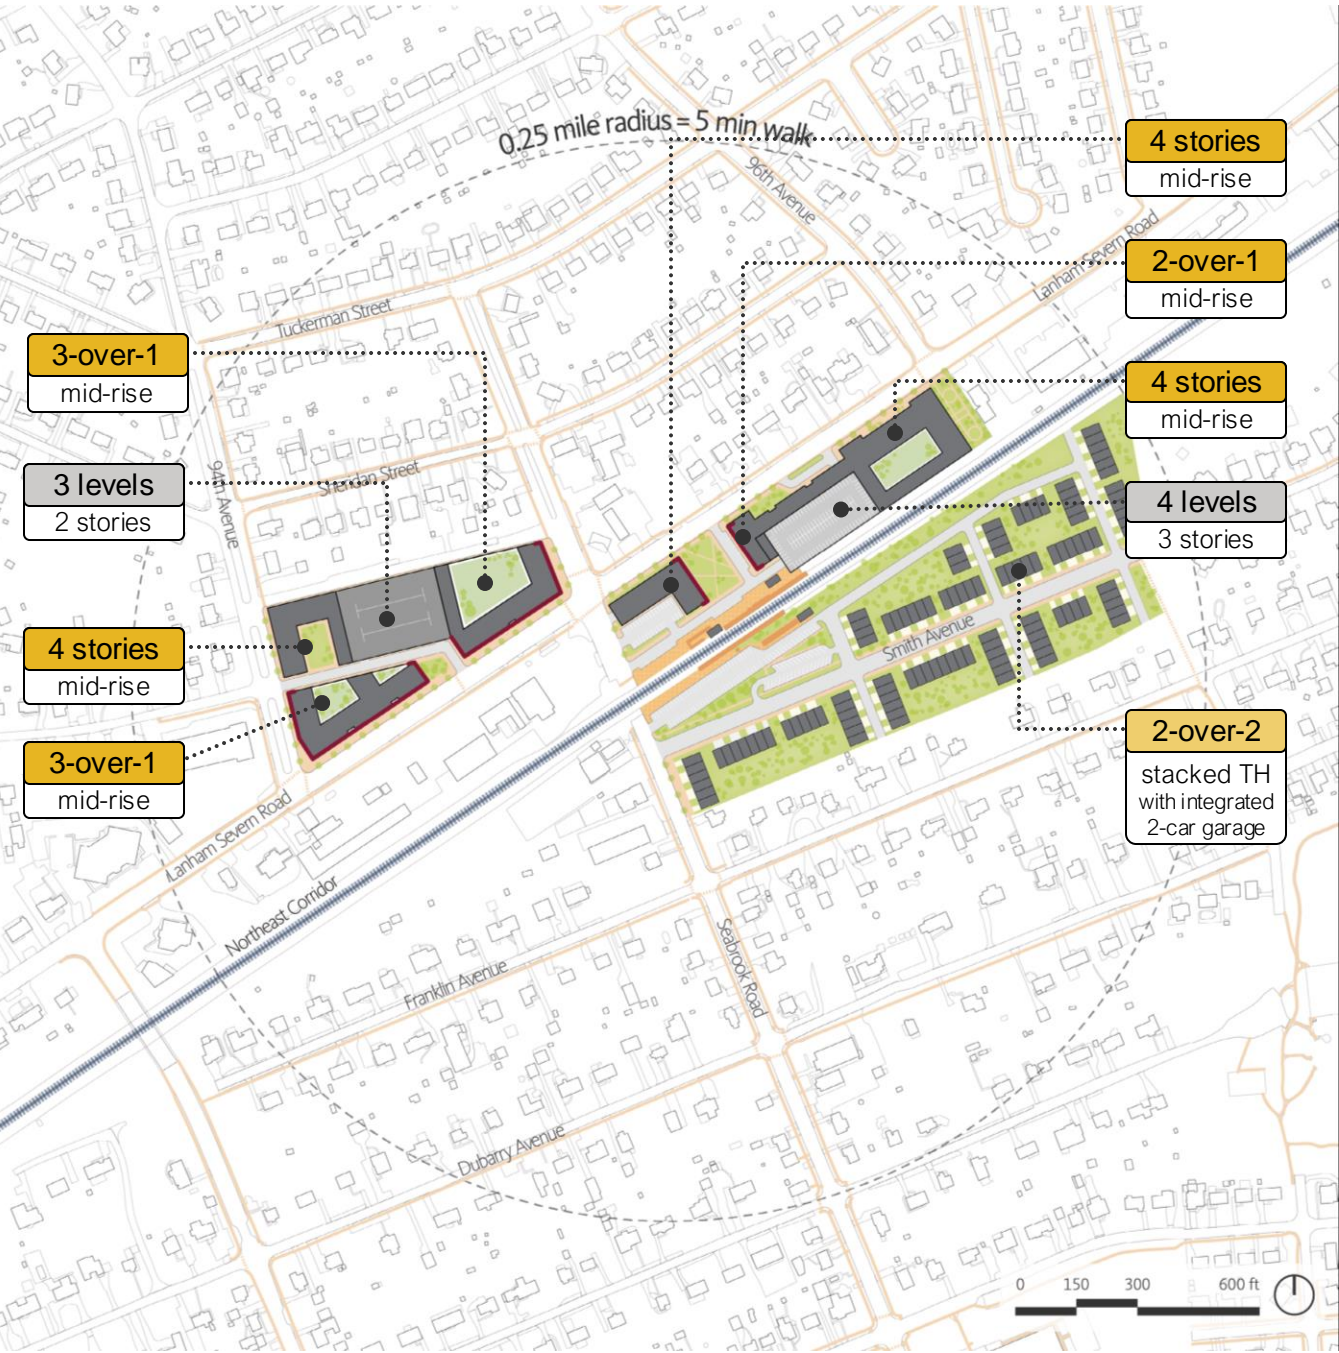 0.25 mile radius = 5 min walk
4 stories
mid-rise
96th Avenue
Lanham Severn Road
2-over-1
mid-rise
Tuckerman Street
3-over-1
mid-rise
4 stories
mid-rise
Sheridan Street
94th Avenue
3 levels
2 stories
4 levels
3 stories
4 stories
mid-rise
Smith Avenue
3-over-1
mid-rise
2-over-2
stacked TH
with integrated
2-car garage
Lanham Severn Road
Northeast Corridor
Seabrook Road
Franklin Avenue
Dubarry Avenue
0 150 300 600 ft